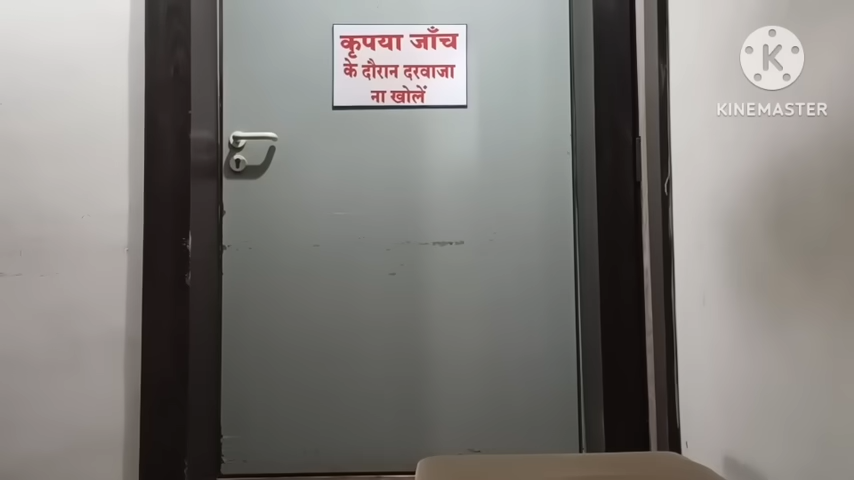 कृपया जाँच
के दौरान दरवाजा
ना खोलें
K
KINEMASTER